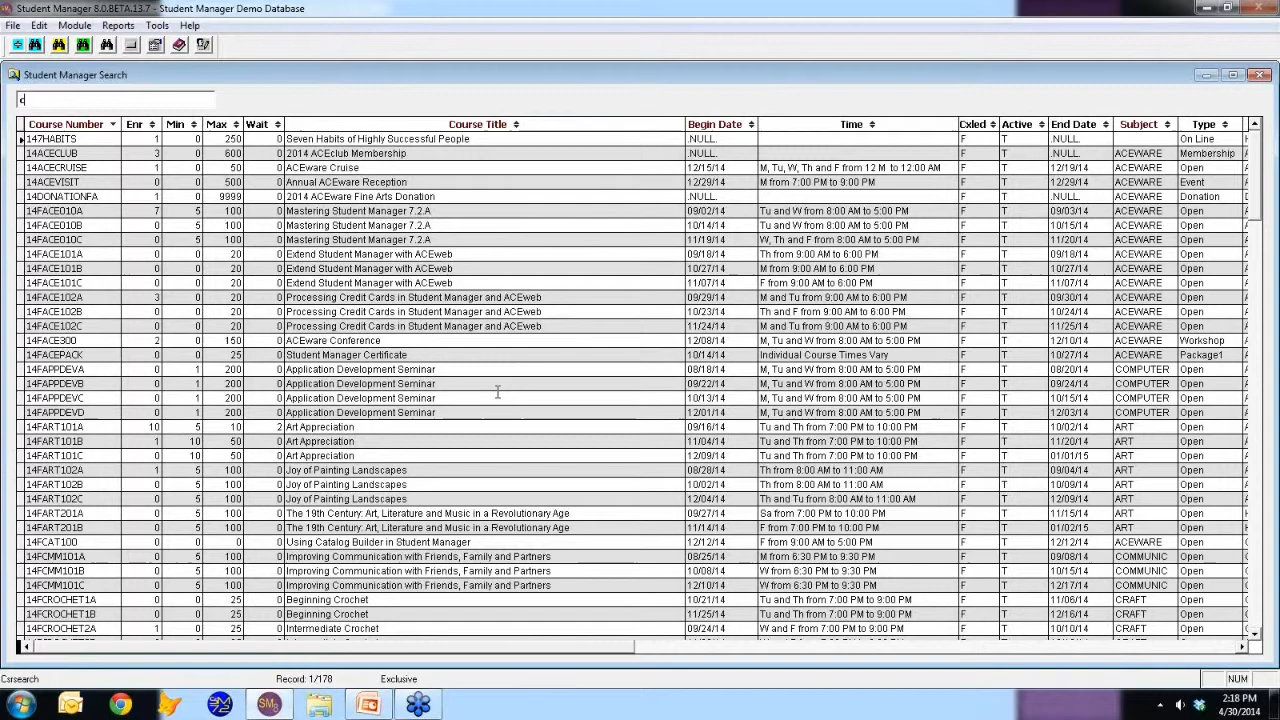 Student Manager 8.0.BETA.13.7 - Student Manager Demo Database
File Edit Module Reports Tools Help
Student Manager Search
c
Course Number Enr Min Max Wait Course Title Begin Date Time Cxled Active End Date Subject Type
147HABITS 1 0 250 0 Seven Habits of Highly Successful People .NULL. F T .NULL. On Line
14ACECLUB 3 0 600 0 2014 ACEclub Membership .NULL. F T .NULL. ACEWARE Membership
14ACECRUISE 1 0 50 0 ACEware Cruise 12/15/14 M, Tu, W, Th and F from 12 M to 12:00 AM F T 12/19/14 ACEWARE Open
14ACEVISIT 0 0 500 0 Annual ACEware Reception 12/29/14 M from 7:00 PM to 9:00 PM F T 12/29/14 ACEWARE Event
14DONATIONFA 1 0 9999 0 2014 ACEware Fine Arts Donation .NULL. F T .NULL. ACEWARE Donation
14FACE010A 7 5 100 0 Mastering Student Manager 7.2.A 09/02/14 Tu and W from 8:00 AM to 5:00 PM F T 09/03/14 ACEWARE Open
14FACE010B 0 5 100 0 Mastering Student Manager 7.2.A 10/14/14 Tu and W from 8:00 AM to 5:00 PM F T 10/15/14 ACEWARE Open
14FACE010C 0 5 100 0 Mastering Student Manager 7.2.A 11/19/14 W, Th and F from 8:00 AM to 5:00 PM F T 11/20/14 ACEWARE Open
14FACE101A 0 0 20 0 Extend Student Manager with ACEweb 09/18/14 Th from 9:00 AM to 6:00 PM F T 09/18/14 ACEWARE Open
14FACE101B 0 0 20 0 Extend Student Manager with ACEweb 10/27/14 M from 9:00 AM to 6:00 PM F T 10/27/14 ACEWARE Open
14FACE101C 0 0 20 0 Extend Student Manager with ACEweb 11/07/14 F from 9:00 AM to 6:00 PM F T 11/07/14 ACEWARE Open
14FACE102A 3 0 20 0 Processing Credit Cards in Student Manager and ACEweb 09/29/14 M and Tu from 9:00 AM to 6:00 PM F T 09/30/14 ACEWARE Open
14FACE102B 0 0 20 0 Processing Credit Cards in Student Manager and ACEweb 10/23/14 Th and F from 9:00 AM to 6:00 PM F T 10/24/14 ACEWARE Open
14FACE102C 0 0 20 0 Processing Credit Cards in Student Manager and ACEweb 11/24/14 M and Tu from 9:00 AM to 6:00 PM F T 11/25/14 ACEWARE Open
14FACE300 2 0 150 0 ACEware Conference 12/08/14 M, Tu and W from 9:00 AM to 5:00 PM F T 12/10/14 ACEWARE Workshop
14FACEPACK 0 0 25 0 Student Manager Certificate 10/14/14 Individual Course Times Vary F T 10/27/14 ACEWARE Package1
14FAPPDEVA 0 1 200 0 Application Development Seminar 08/18/14 M, Tu and W from 8:00 AM to 5:00 PM F T 08/20/14 COMPUTER Open
14FAPPDEVB 0 1 200 0 Application Development Seminar 09/22/14 M, Tu and W from 8:00 AM to 5:00 PM F T 09/24/14 COMPUTER Open
14FAPPDEVC 0 1 200 0 Application Development Seminar 10/13/14 M, Tu and W from 8:00 AM to 5:00 PM F T 10/15/14 COMPUTER Open
14FAPPDEVD 0 1 200 0 Application Development Seminar 12/01/14 M, Tu and W from 8:00 AM to 5:00 PM F T 12/03/14 COMPUTER Open
14FART101A 10 5 10 2 Art Appreciation 09/16/14 Tu and Th from 7:00 PM to 10:00 PM F T 10/02/14 ART Open
14FART101B 1 10 50 0 Art Appreciation 11/04/14 Tu and Th from 7:00 PM to 10:00 PM F T 11/20/14 ART Open
14FART101C 0 10 50 0 Art Appreciation 12/09/14 Tu and Th from 7:00 PM to 10:00 PM F T 01/01/15 ART Open
14FART102A 1 5 100 0 Joy of Painting Landscapes 08/28/14 Th from 8:00 AM to 11:00 AM F T 09/04/14 ART Open
14FART102B 0 5 100 0 Joy of Painting Landscapes 10/02/14 Th from 8:00 AM to 11:00 AM F T 10/09/14 ART Open
14FART102C 0 5 100 0 Joy of Painting Landscapes 12/04/14 Th and Tu from 8:00 AM to 11:00 AM F T 12/09/14 ART Open
14FART201A 0 5 100 0 The 19th Century: Art, Literature and Music in a Revolutionary Age 09/27/14 Sa from 7:00 PM to 10:00 PM F T 11/15/14 ART Open
14FART201B 0 5 100 0 The 19th Century: Art, Literature and Music in a Revolutionary Age 11/14/14 F from 7:00 PM to 10:00 PM F T 01/02/15 ART Open
14FCAT100 0 0 0 0 Using Catalog Builder in Student Manager 12/12/14 F from 9:00 AM to 5:00 PM F T 12/12/14 ACEWARE Open
14FCMM101A 0 5 100 0 Improving Communication with Friends, Family and Partners 08/25/14 M from 6:30 PM to 9:30 PM F T 09/08/14 COMMUNIC Open
14FCMM101B 0 5 100 0 Improving Communication with Friends, Family and Partners 10/08/14 W from 6:30 PM to 9:30 PM F T 10/15/14 COMMUNIC Open
14FCMM101C 0 5 100 0 Improving Communication with Friends, Family and Partners 12/10/14 W from 6:30 PM to 9:30 PM F T 12/17/14 COMMUNIC Open
14FCROCHET1A 0 0 25 0 Beginning Crochet 10/21/14 Tu and Th from 7:00 PM to 9:00 PM F T 11/06/14 CRAFT Open
14FCROCHET1B 0 0 25 0 Beginning Crochet 11/25/14 Tu and Th from 7:00 PM to 9:00 PM F T 12/16/14 CRAFT Open
14FCROCHET2A 1 0 25 0 Intermediate Crochet 09/24/14 W and F from 7:00 PM to 9:00 PM F T 10/10/14 CRAFT Open
Csrsearch Record: 1/178 Exclusive NUM
2:18 PM
4/30/2014